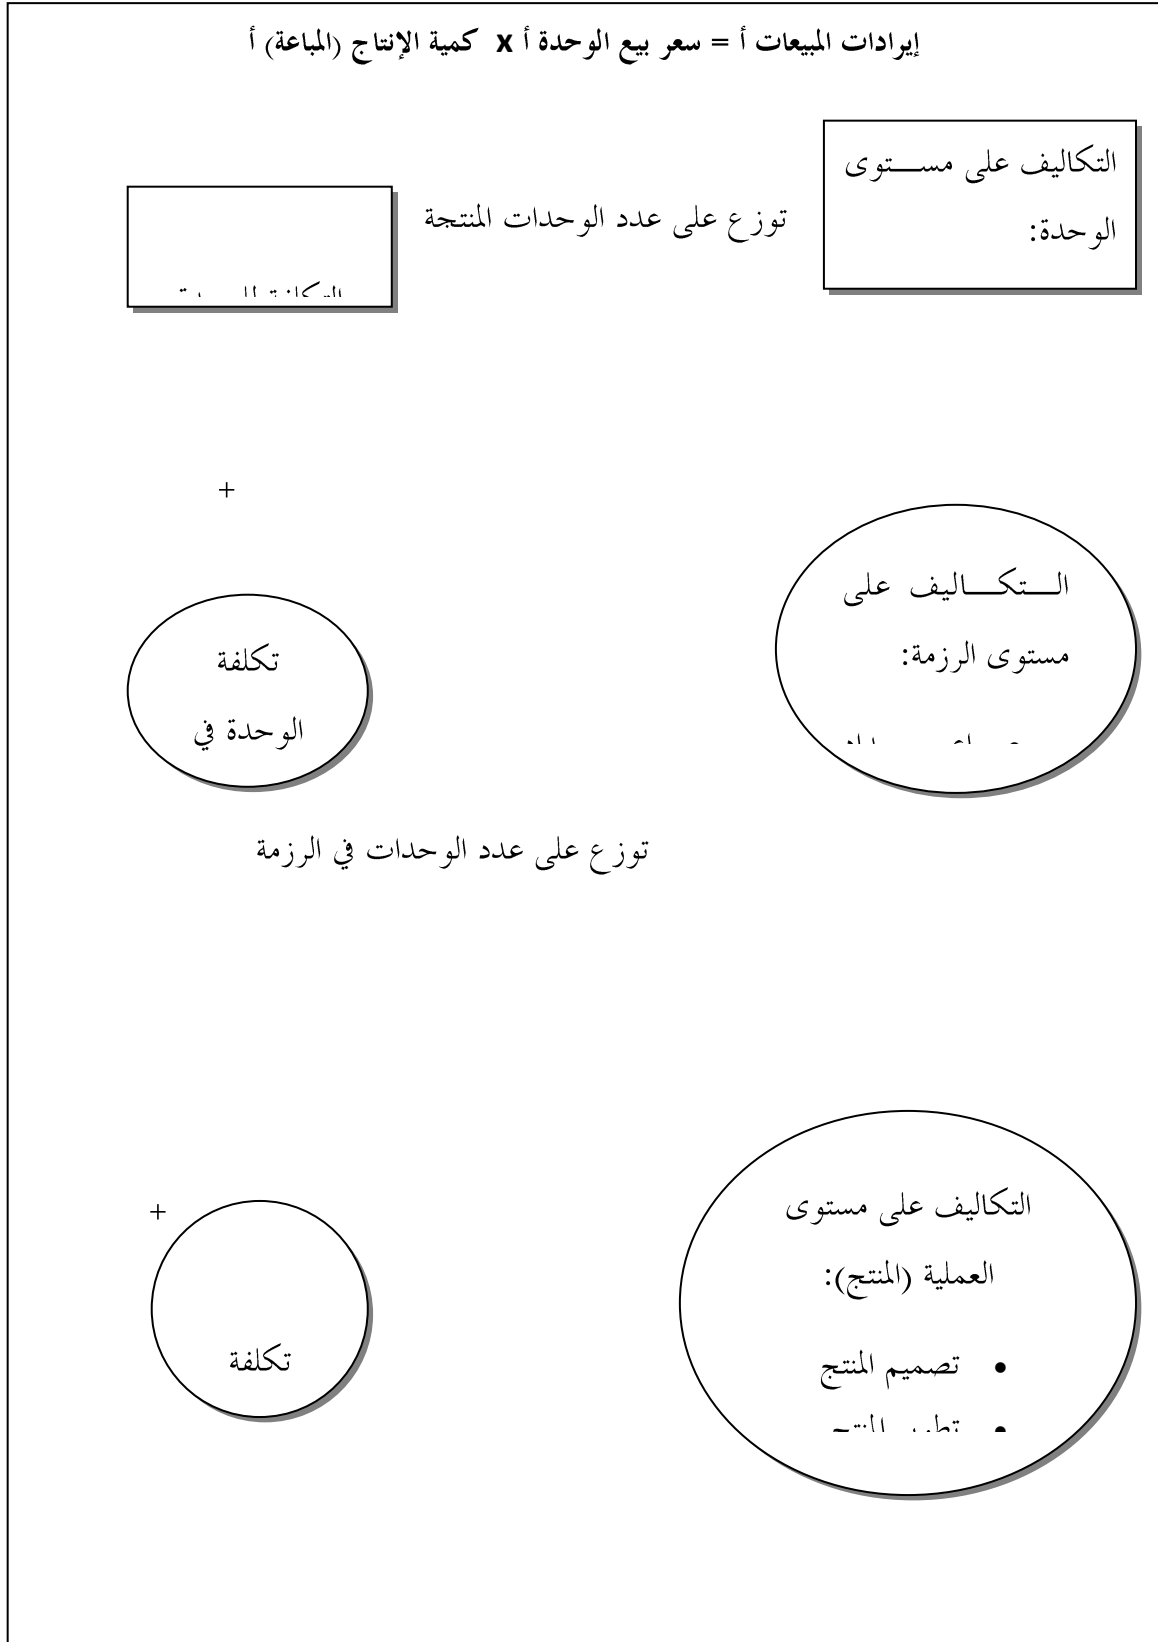 إيرادات المبيعات أ = سعر بيع الوحدة أ x كمية الإنتاج (المباعة) أ
التكاليف على مستوى
الوحدة:
توزع على عدد الوحدات المنتجة
+
التكاليف على
مستوى الرزمة:
تكلفة
الوحدة في
توزع على عدد الوحدات في الرزمة
+
التكاليف على مستوى
العملية (المنتج):
• تصميم المنتج
• تطوير المنتج
تكلفة